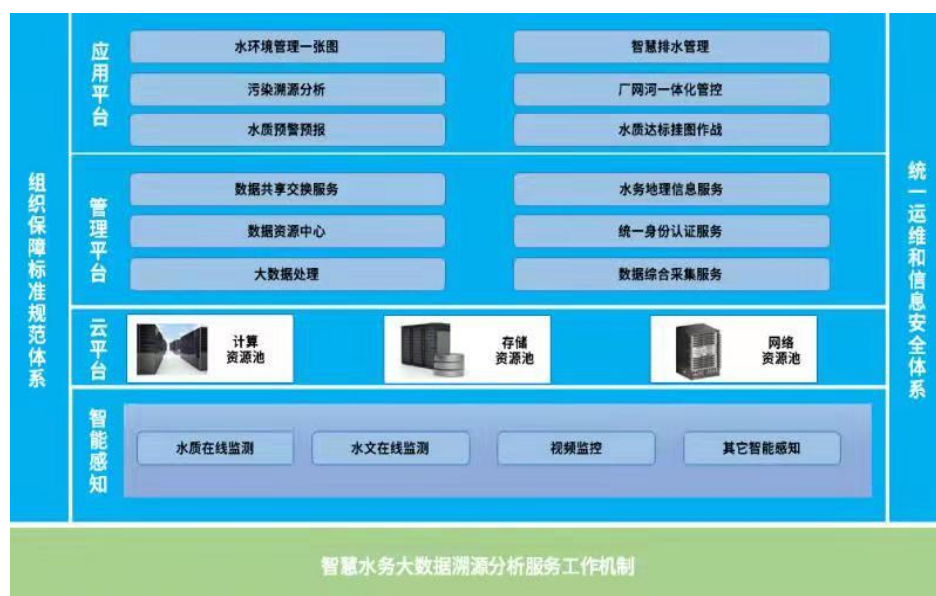 组织保障标准规范体系
应用平台
水环境管理一张图
智慧排水管理
污染溯源分析
厂网河一体化管控
水质预警预报
水质达标挂图作战
管理平台
数据共享交换服务
水务地理信息服务
数据资源中心
统一身份认证服务
大数据处理
数据综合采集服务
云平台
计算
资源池
存储
资源池
网络
资源池
智能感知
水质在线监测
水文在线监测
视频监控
其它智能感知
统一运维和信息安全体系
智慧水务大数据溯源分析服务工作机制